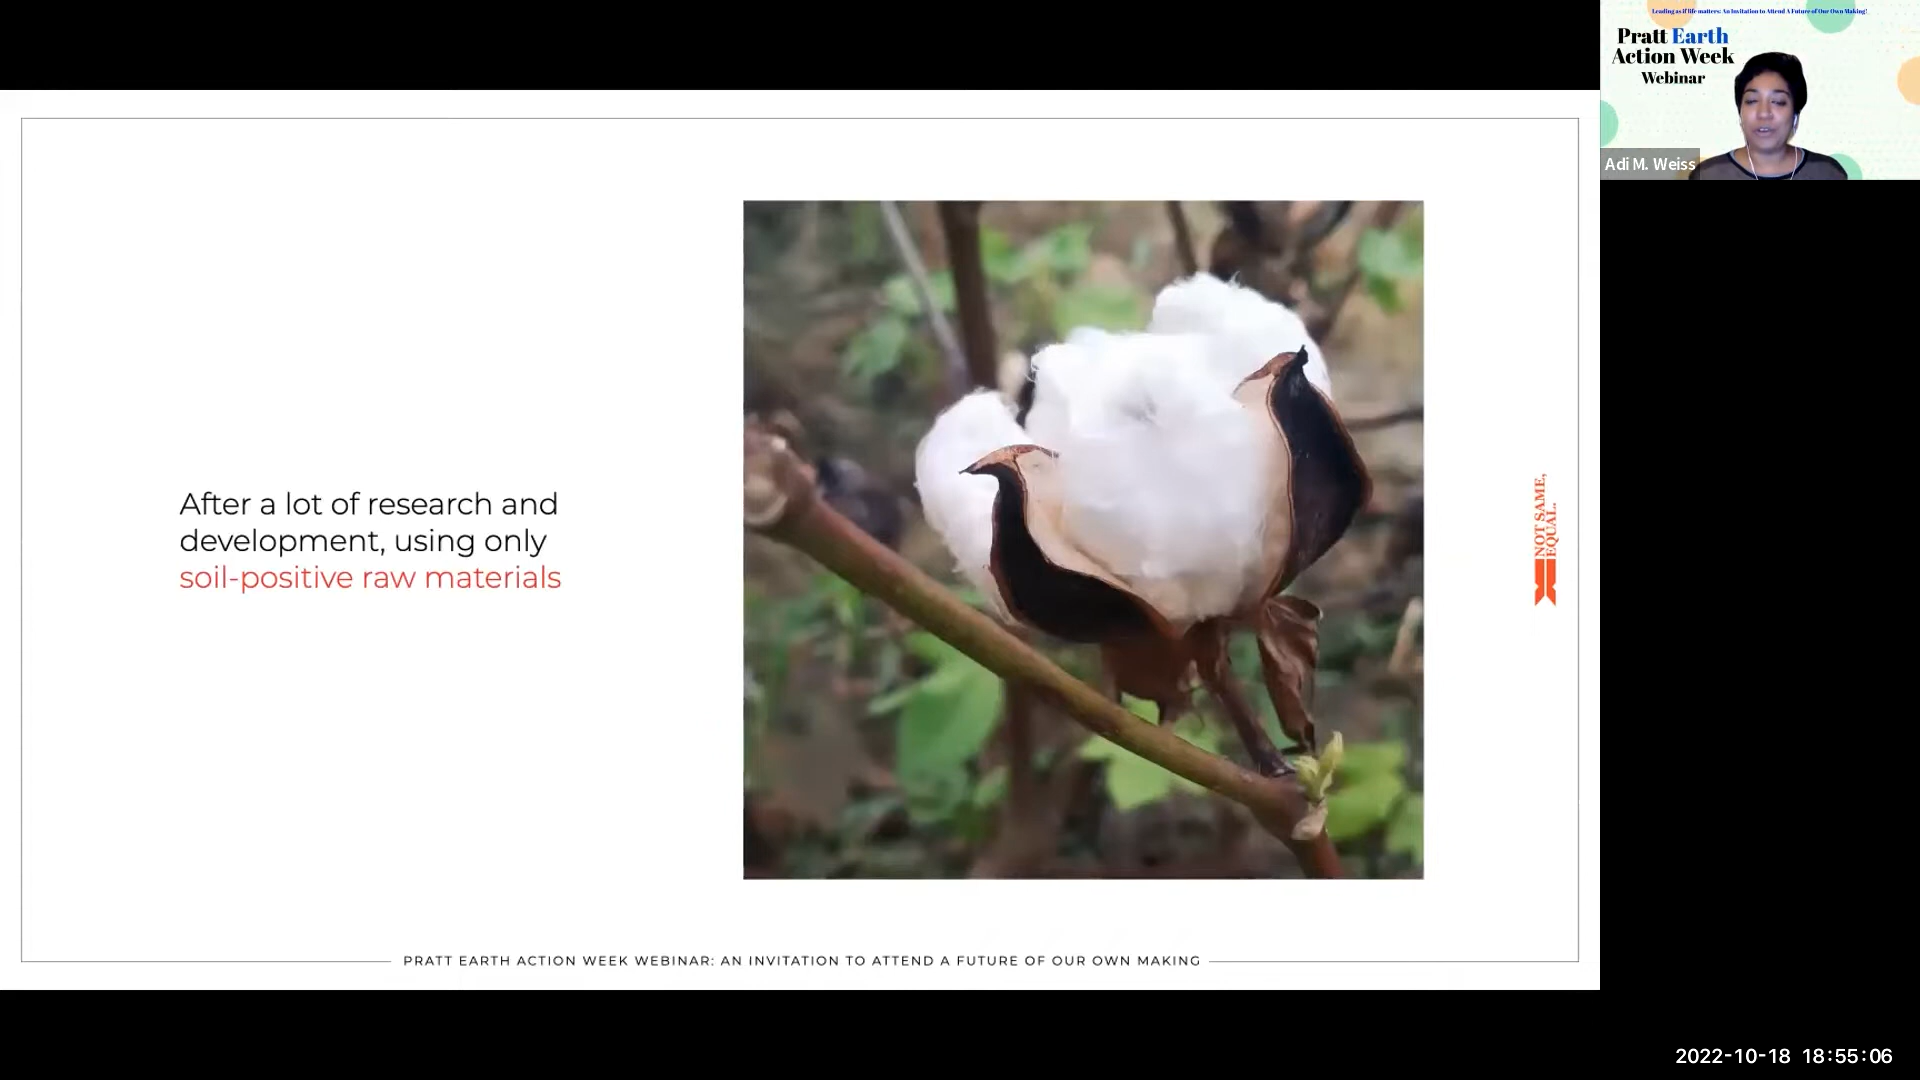 After a lot of research and
development, using only
soil-positive raw materials
NOT SAME,
EQUAL.
PRATT EARTH ACTION WEEK WEBINAR: AN INVITATION TO ATTEND A FUTURE OF OUR OWN MAKING
Leading as if life matters: An Invitation to Attend A Future of Our Own Making!
Pratt Earth
Action Week
Webinar
Adi M. Weiss
2022-10-18 18:55:06